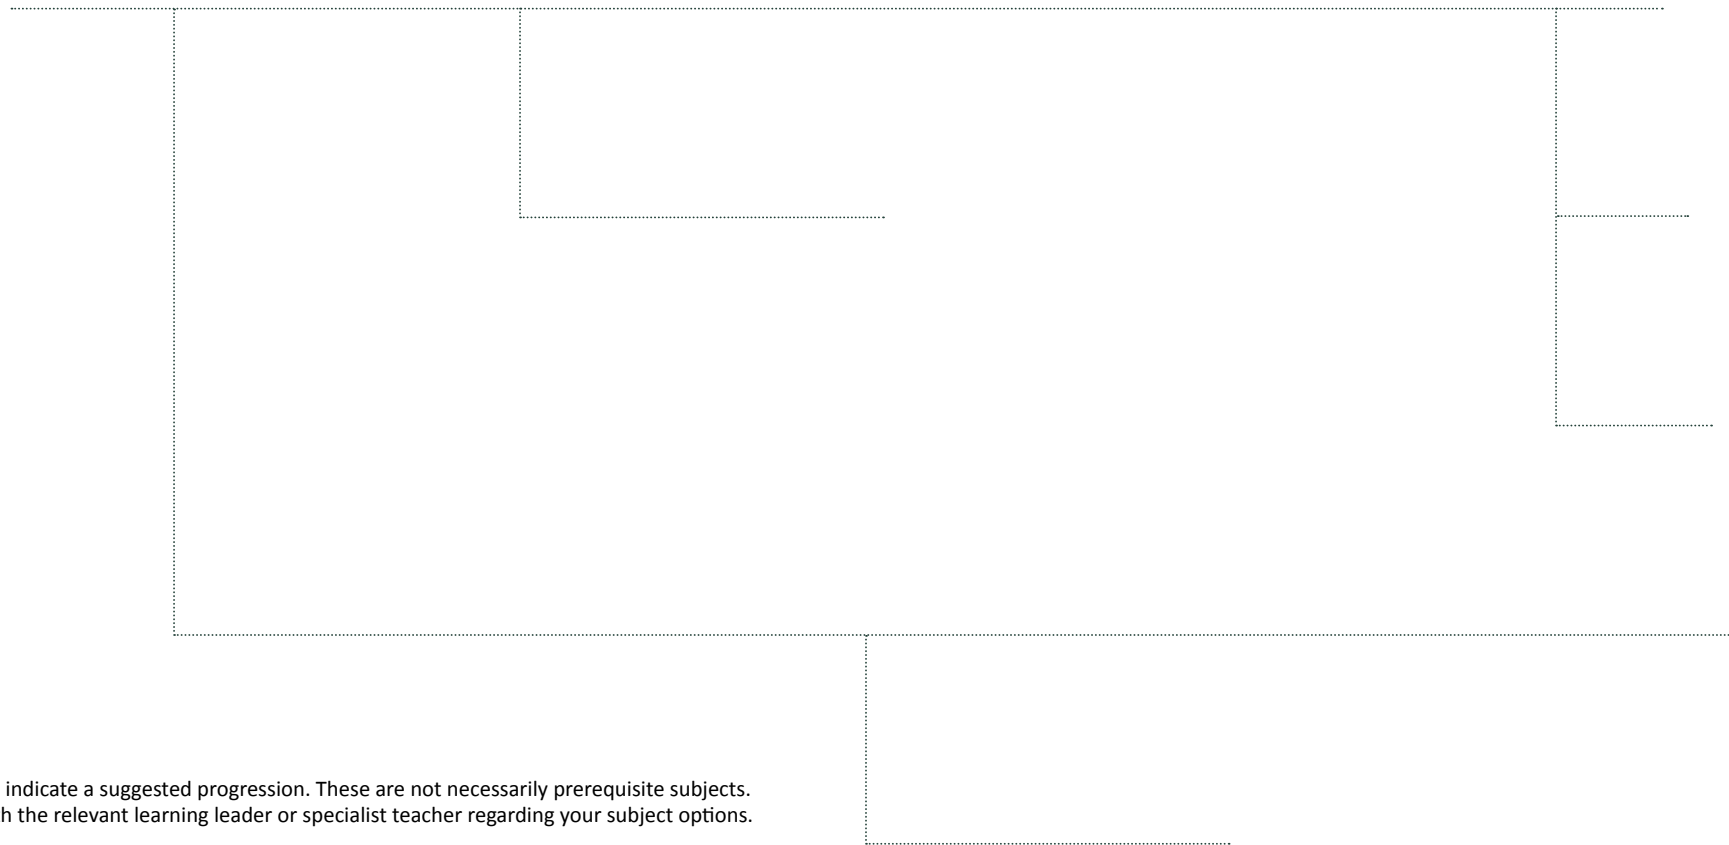 indicate a suggested progression. These are not necessarily prerequisite subjects.
h the relevant learning leader or specialist teacher regarding your subject options.